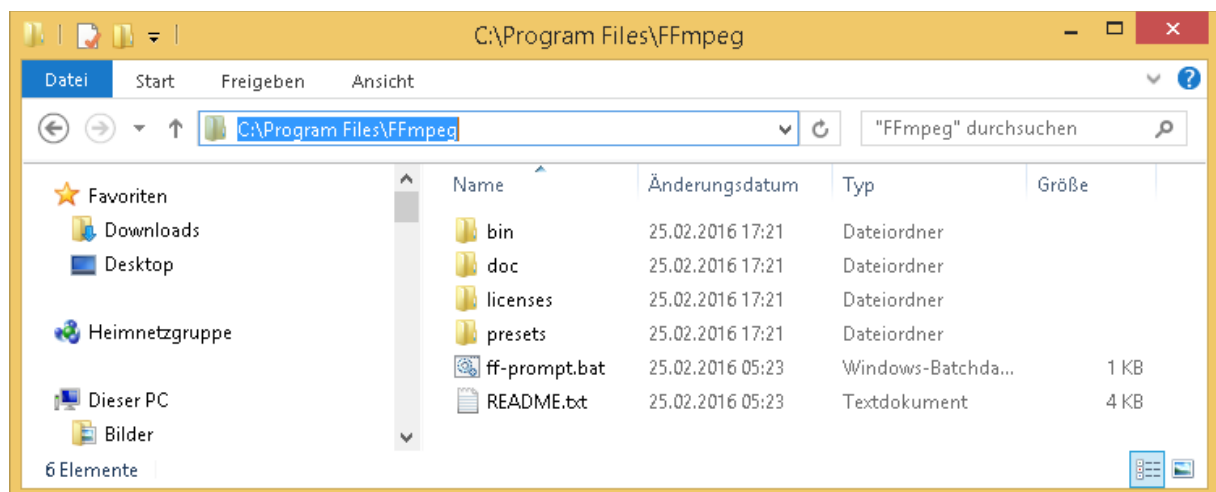 C:\Program Files\FFmpeg
Datei Start Freigeben Ansicht
C:\Program Files\FFmpeg "FFmpeg" durchsuchen
Name Änderungsdatum Typ Größe
Favoriten
Downloads
Desktop
Heimnetzgruppe
Dieser PC
Bilder
bin 25.02.2016 17:21 Dateiordner
doc 25.02.2016 17:21 Dateiordner
licenses 25.02.2016 17:21 Dateiordner
presets 25.02.2016 17:21 Dateiordner
ff-prompt.bat 25.02.2016 05:23 Windows-Batchda... 1 KB
README.txt 25.02.2016 05:23 Textdokument 4 KB
6 Elemente